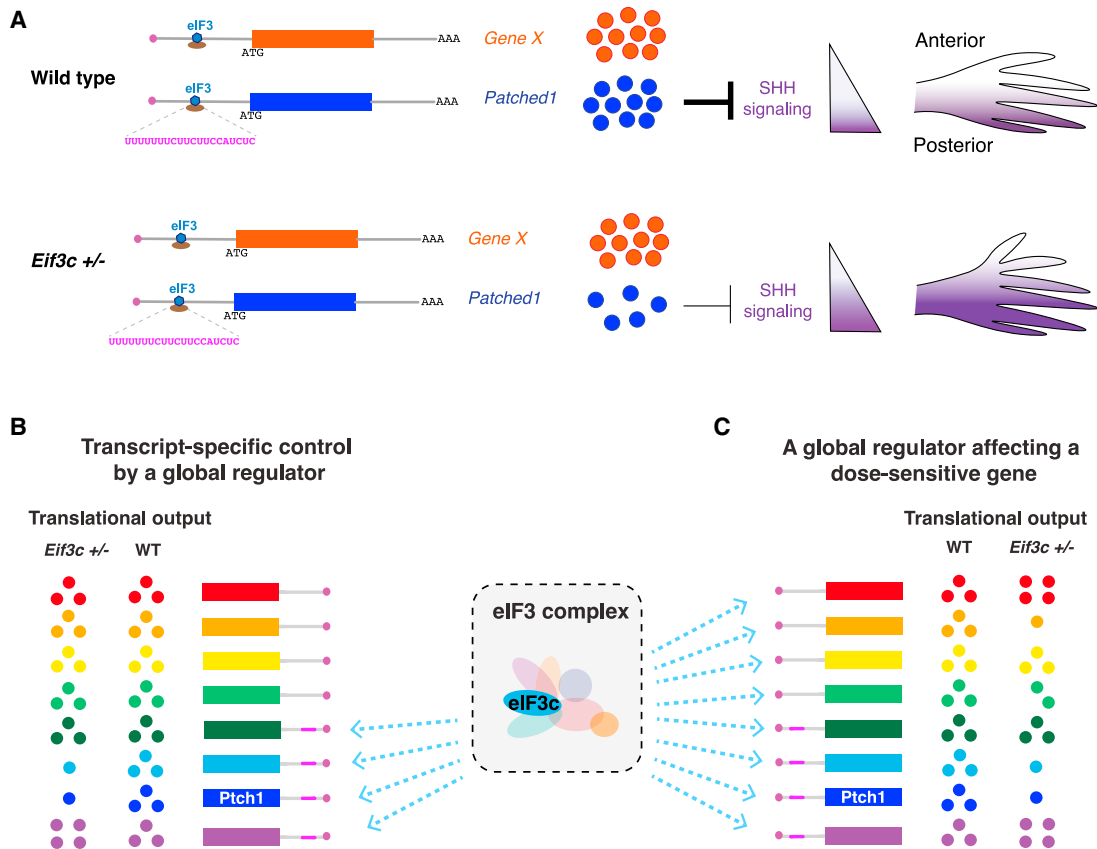 A
eIF3
ATG
AAA
Gene X
Wild type
eIF3
ATG
AAA
Patched1
UUUUUUUCUUCUUCCAUCUC
SHH
signaling
Anterior
Posterior
eIF3
ATG
AAA
Gene X
Eif3c +/-
eIF3
ATG
AAA
Patched1
UUUUUUUCUUCUUCCAUCUC
SHH
signaling
B
Transcript-specific control
by a global regulator
Translational output
Eif3c +/-
WT
Ptch1
eIF3 complex
eIF3c
C
A global regulator affecting a
dose-sensitive gene
Translational output
WT
Eif3c +/-
Ptch1